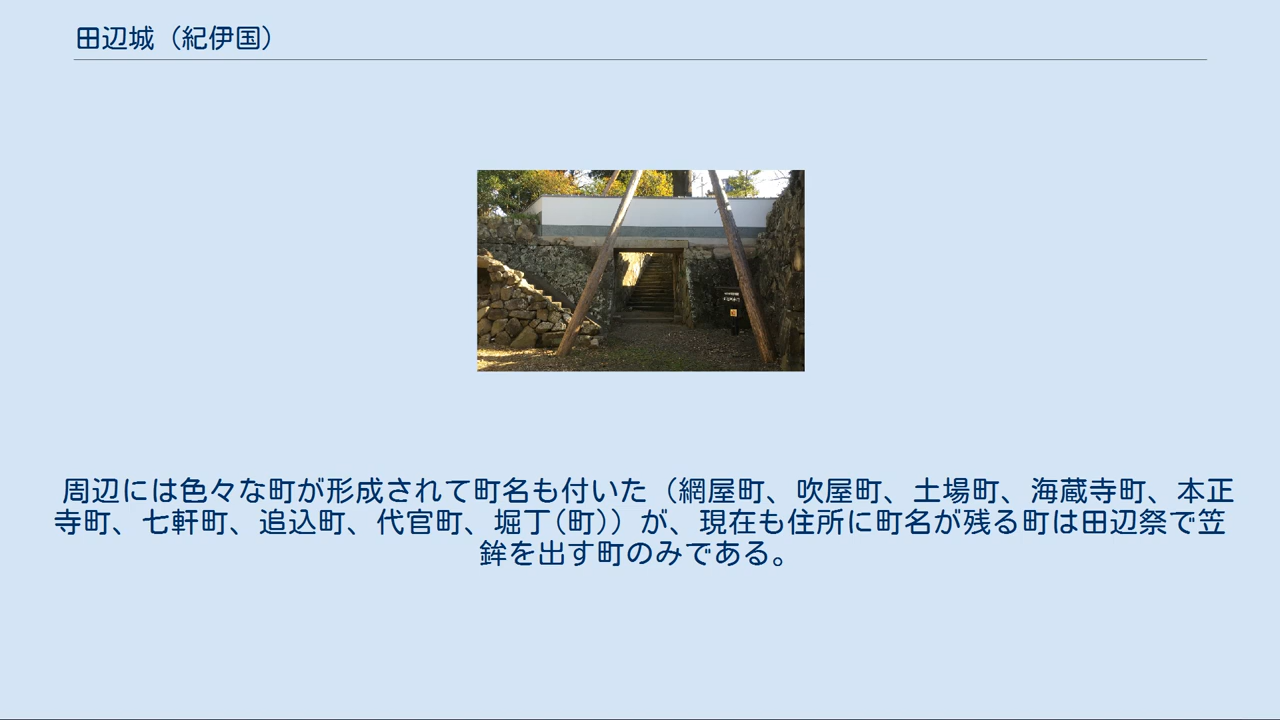 田辺城（紀伊国）
周辺には色々な町が形成されて町名も付いた（網屋町、吹屋町、土場町、海蔵寺町、本正
寺町、七軒町、追込町、代官町、堀丁(町)）が、現在も住所に町名が残る町は田辺祭で笠
鉾を出す町のみである。